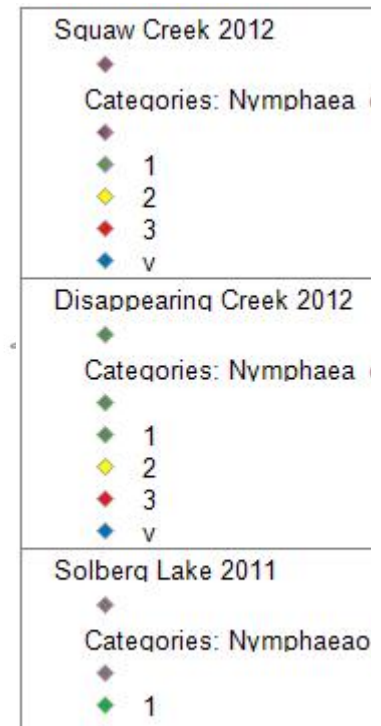 Squaw Creek 2012
Categories: Nymphaea
1
2
3
v
Disappearing Creek 2012
Categories: Nymphaea
1
2
3
v
Solberg Lake 2011
Categories: Nymphaeao
1